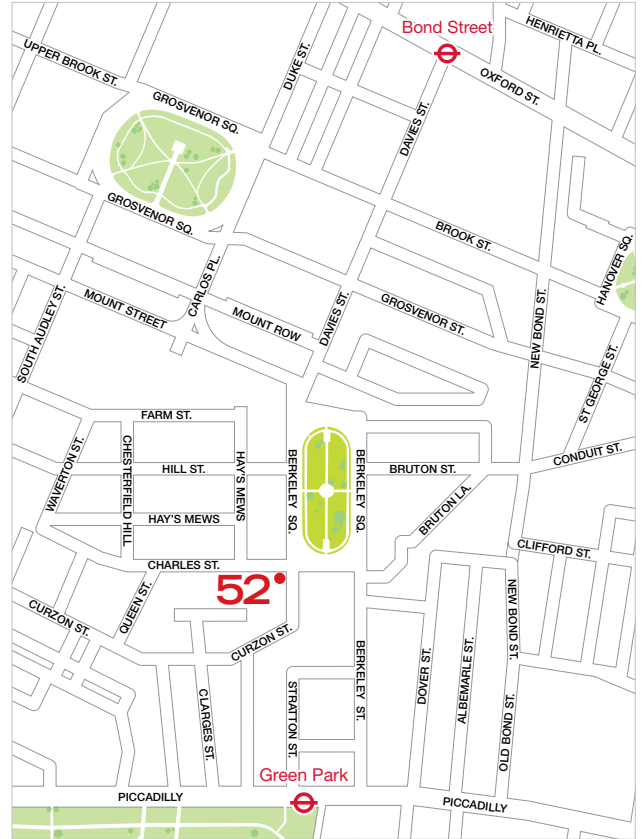 Bond Street
HENRIETTA PL.
UPPER BROOK ST.
DUKE ST.
OXFORD ST.
GROSVENOR SQ.
DAVIES ST.
GROSVENOR SQ.
BROOK ST.
HANOVER SQ.
CARLOS PL.
SOUTH AUDLEY ST.
MOUNT STREET
MOUNT ROW
DAVIES ST.
GROSVENOR ST.
NEW BOND ST.
ST GEORGE ST.
FARM ST.
WAVERTON ST.
CHESTERFIELD HILL
HILL ST.
HAY'S MEWS
BERKELEY SQ.
BERKELEY SQ.
BRUTON ST.
CONDUIT ST.
HAY'S MEWS
BRUTON LA.
CLIFFORD ST.
CHARLES ST.
52
QUEEN ST.
CURZON ST.
CURZON ST.
NEW BOND ST.
BERKELEY ST.
DOVER ST.
ALBEMARLE ST.
CLARGES ST.
STRATTON ST.
OLD BOND ST.
Green Park
PICCADILLY
PICCADILLY